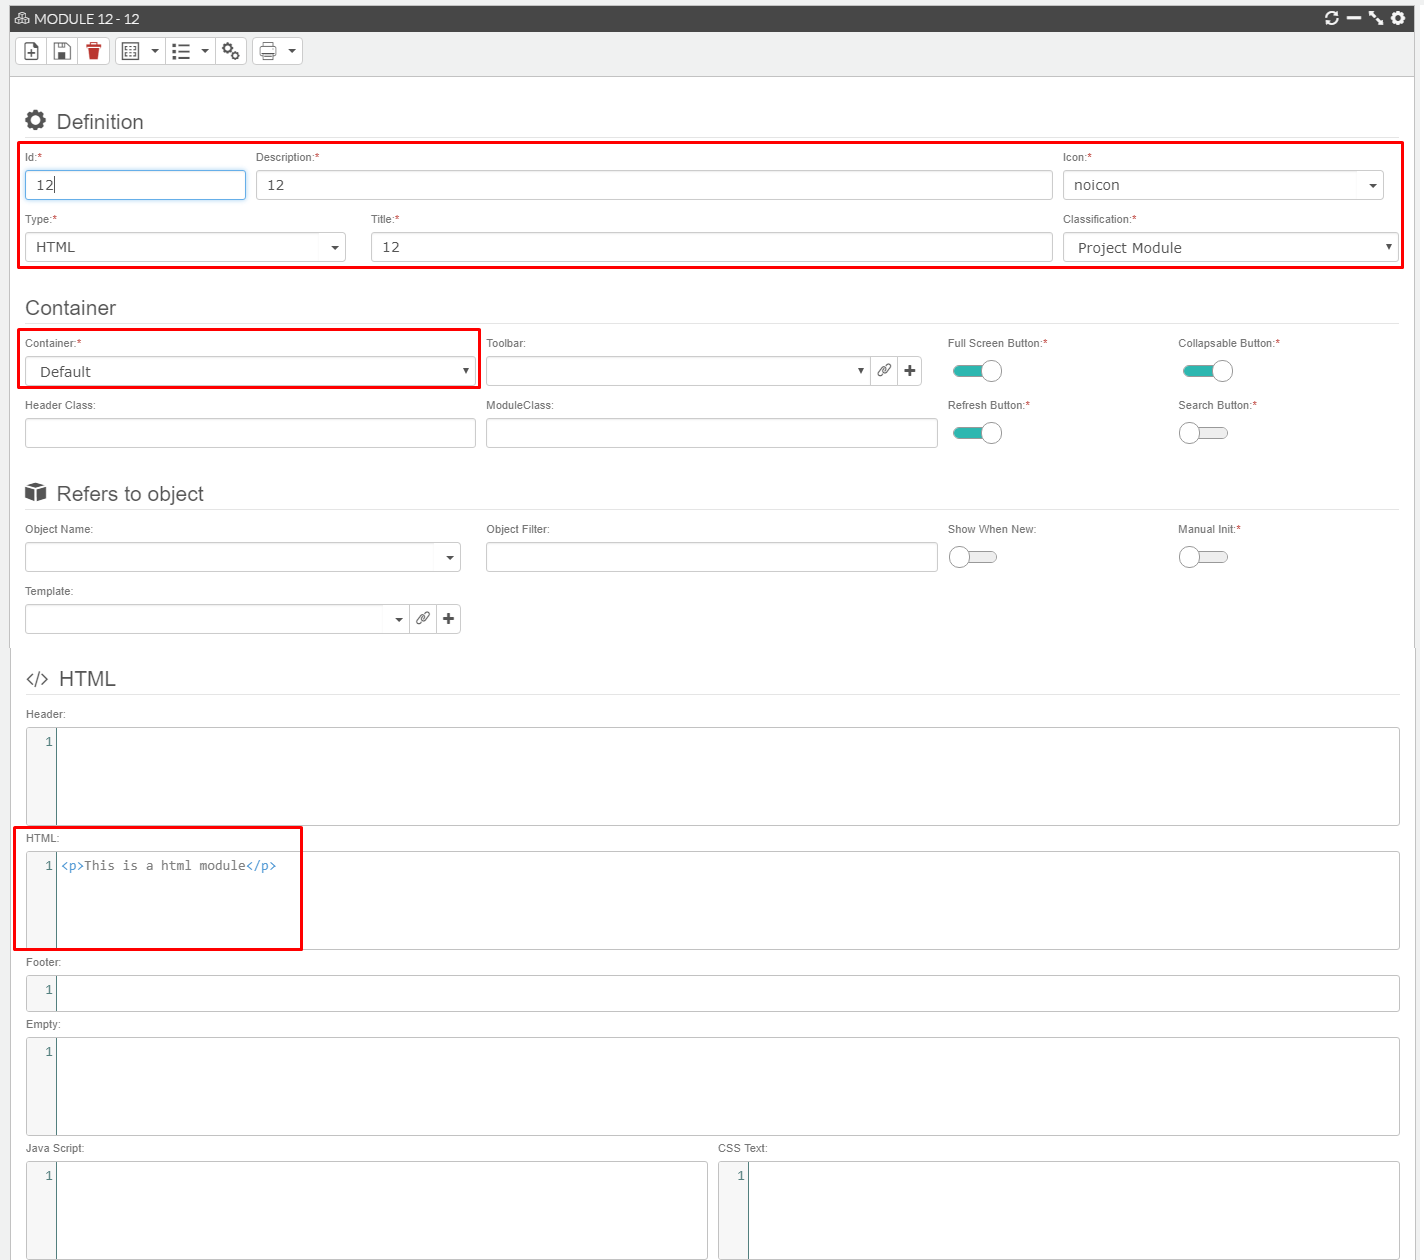 MODULE 12 - 12
Definition
Id:* Description:* Icon:*
12 12 noicon
Type:* Title:* Classification:*
HTML 12 Project Module
Container
Container:* Toolbar: Full Screen Button:* Collapsable Button:*
Default
Header Class: ModuleClass: Refresh Button:* Search Button:*
Refers to object
Object Name: Object Filter: Show When New: Manual Init:*
Template:
</> HTML
Header:
1
HTML:
1 <p>This is a html module</p>
Footer:
1
Empty:
1
Java Script: CSS Text:
1 1